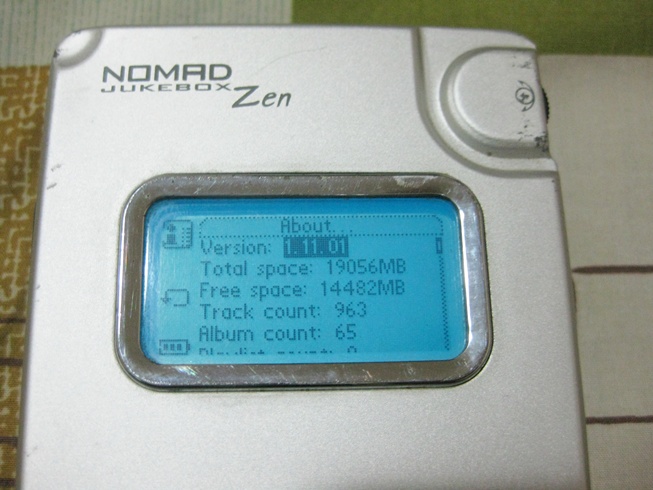 NOMAD
JUKEBOX Zen
About...
Version: 1.11.01
Total space: 19056MB
Free space: 14482MB
Track count: 963
Album count: 65